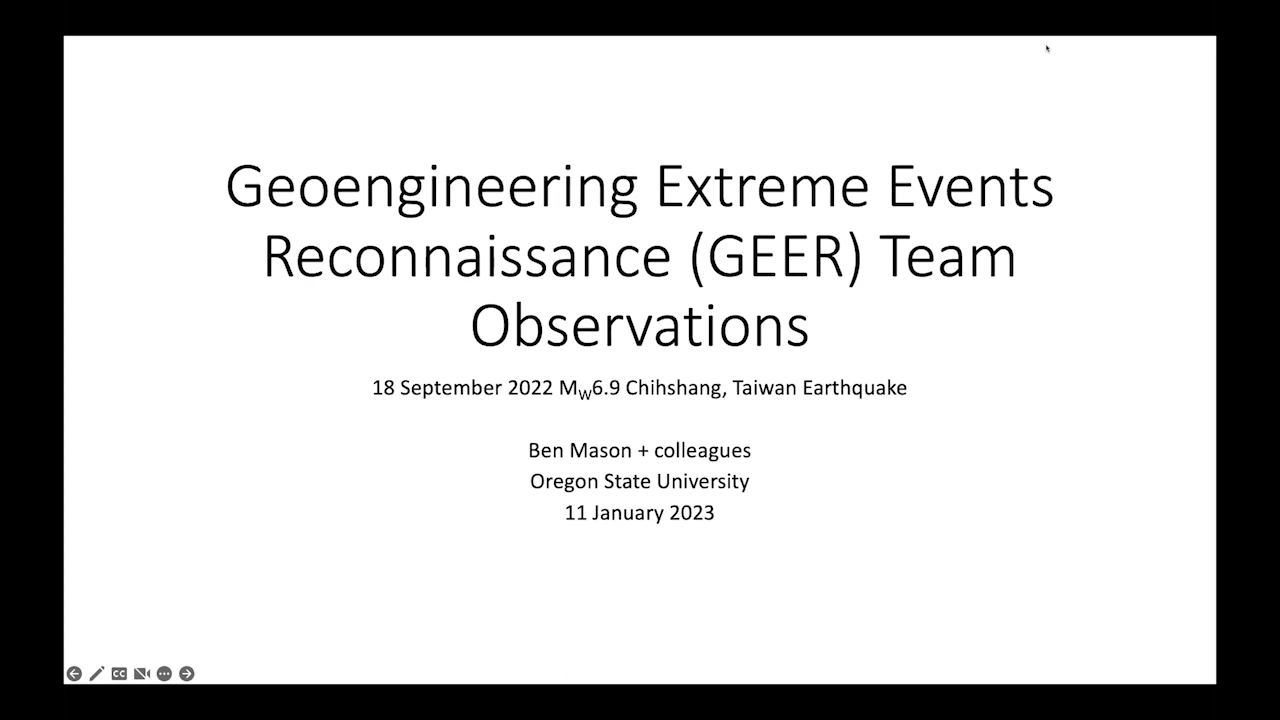 Geoengineering Extreme Events
Reconnaissance (GEER) Team
Observations
18 September 2022 MW6.9 Chihshang, Taiwan Earthquake
Ben Mason + colleagues
Oregon State University
11 January 2023
CC